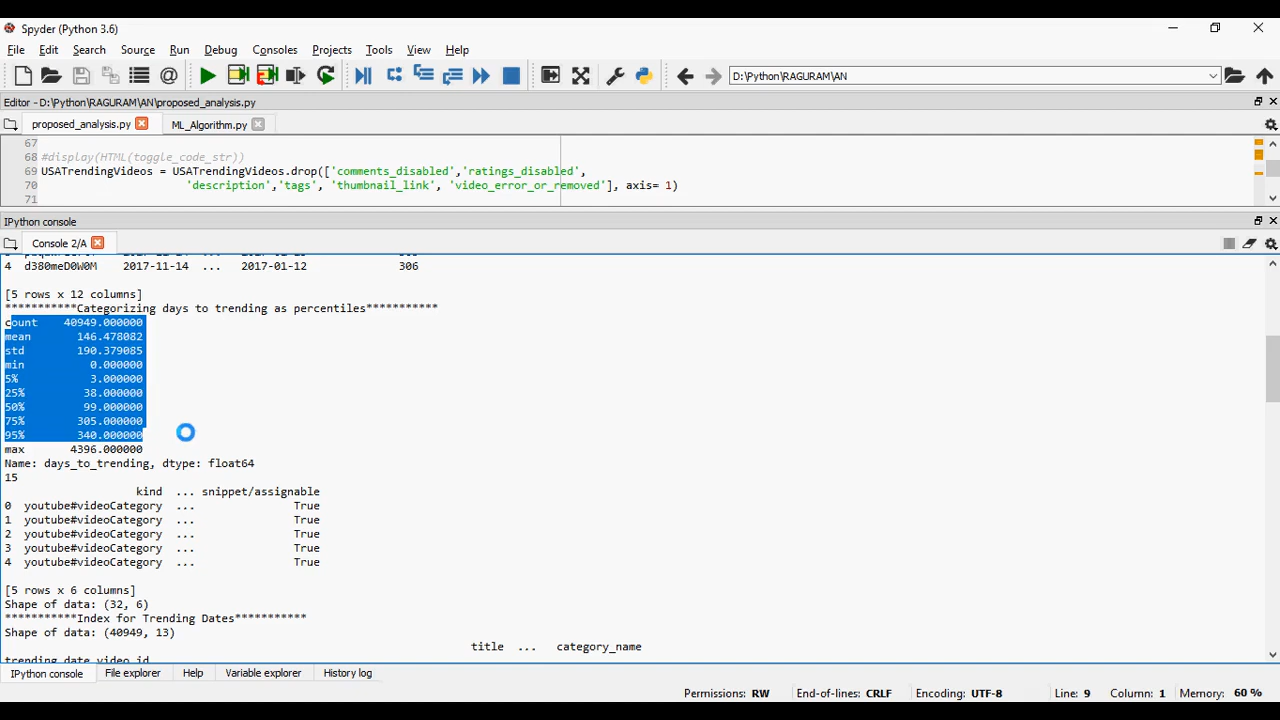 Spyder (Python 3.6)
File Edit Search Source Run Debug Consoles Projects Tools View Help
D:\Python\RAGURAM\AN
Editor - D:\Python\RAGURAM\AN\proposed_analysis.py
proposed_analysis.py ML_Algorithm.py
67
68 #display(HTML(toggle_code_str))
69 USATrendingVideos = USATrendingVideos.drop(['comments_disabled','ratings_disabled',
70 'description','tags', 'thumbnail_link', 'video_error_or_removed'], axis= 1)
71
IPython console
Console 2/A
4 d380meD0W0M 2017-11-14 ... 2017-01-12 306
[5 rows x 12 columns]
***********Categorizing days to trending as percentiles***********
count 40949.000000
mean 146.478082
std 190.379085
min 0.000000
5% 3.000000
25% 38.000000
50% 99.000000
75% 305.000000
95% 340.000000
max 4396.000000
Name: days_to_trending, dtype: float64
15
kind ... snippet/assignable
0 youtube#videoCategory ... True
1 youtube#videoCategory ... True
2 youtube#videoCategory ... True
3 youtube#videoCategory ... True
4 youtube#videoCategory ... True
[5 rows x 6 columns]
Shape of data: (32, 6)
***********Index for Trending Dates***********
Shape of data: (40949, 13)
title ... category_name
trending_date video_id
IPython console File explorer Help Variable explorer History log
Permissions: RW End-of-lines: CRLF Encoding: UTF-8 Line: 9 Column: 1 Memory: 60 %